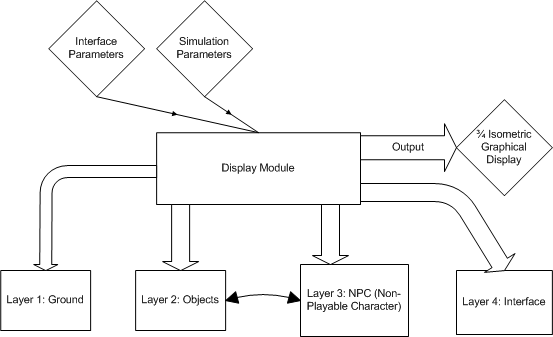 Interface
Parameters
Simulation
Parameters
Output
¾ Isometric
Graphical
Display
Display Module
Layer 1: Ground
Layer 2: Objects
Layer 3: NPC (Non-
Playable Character)
Layer 4: Interface